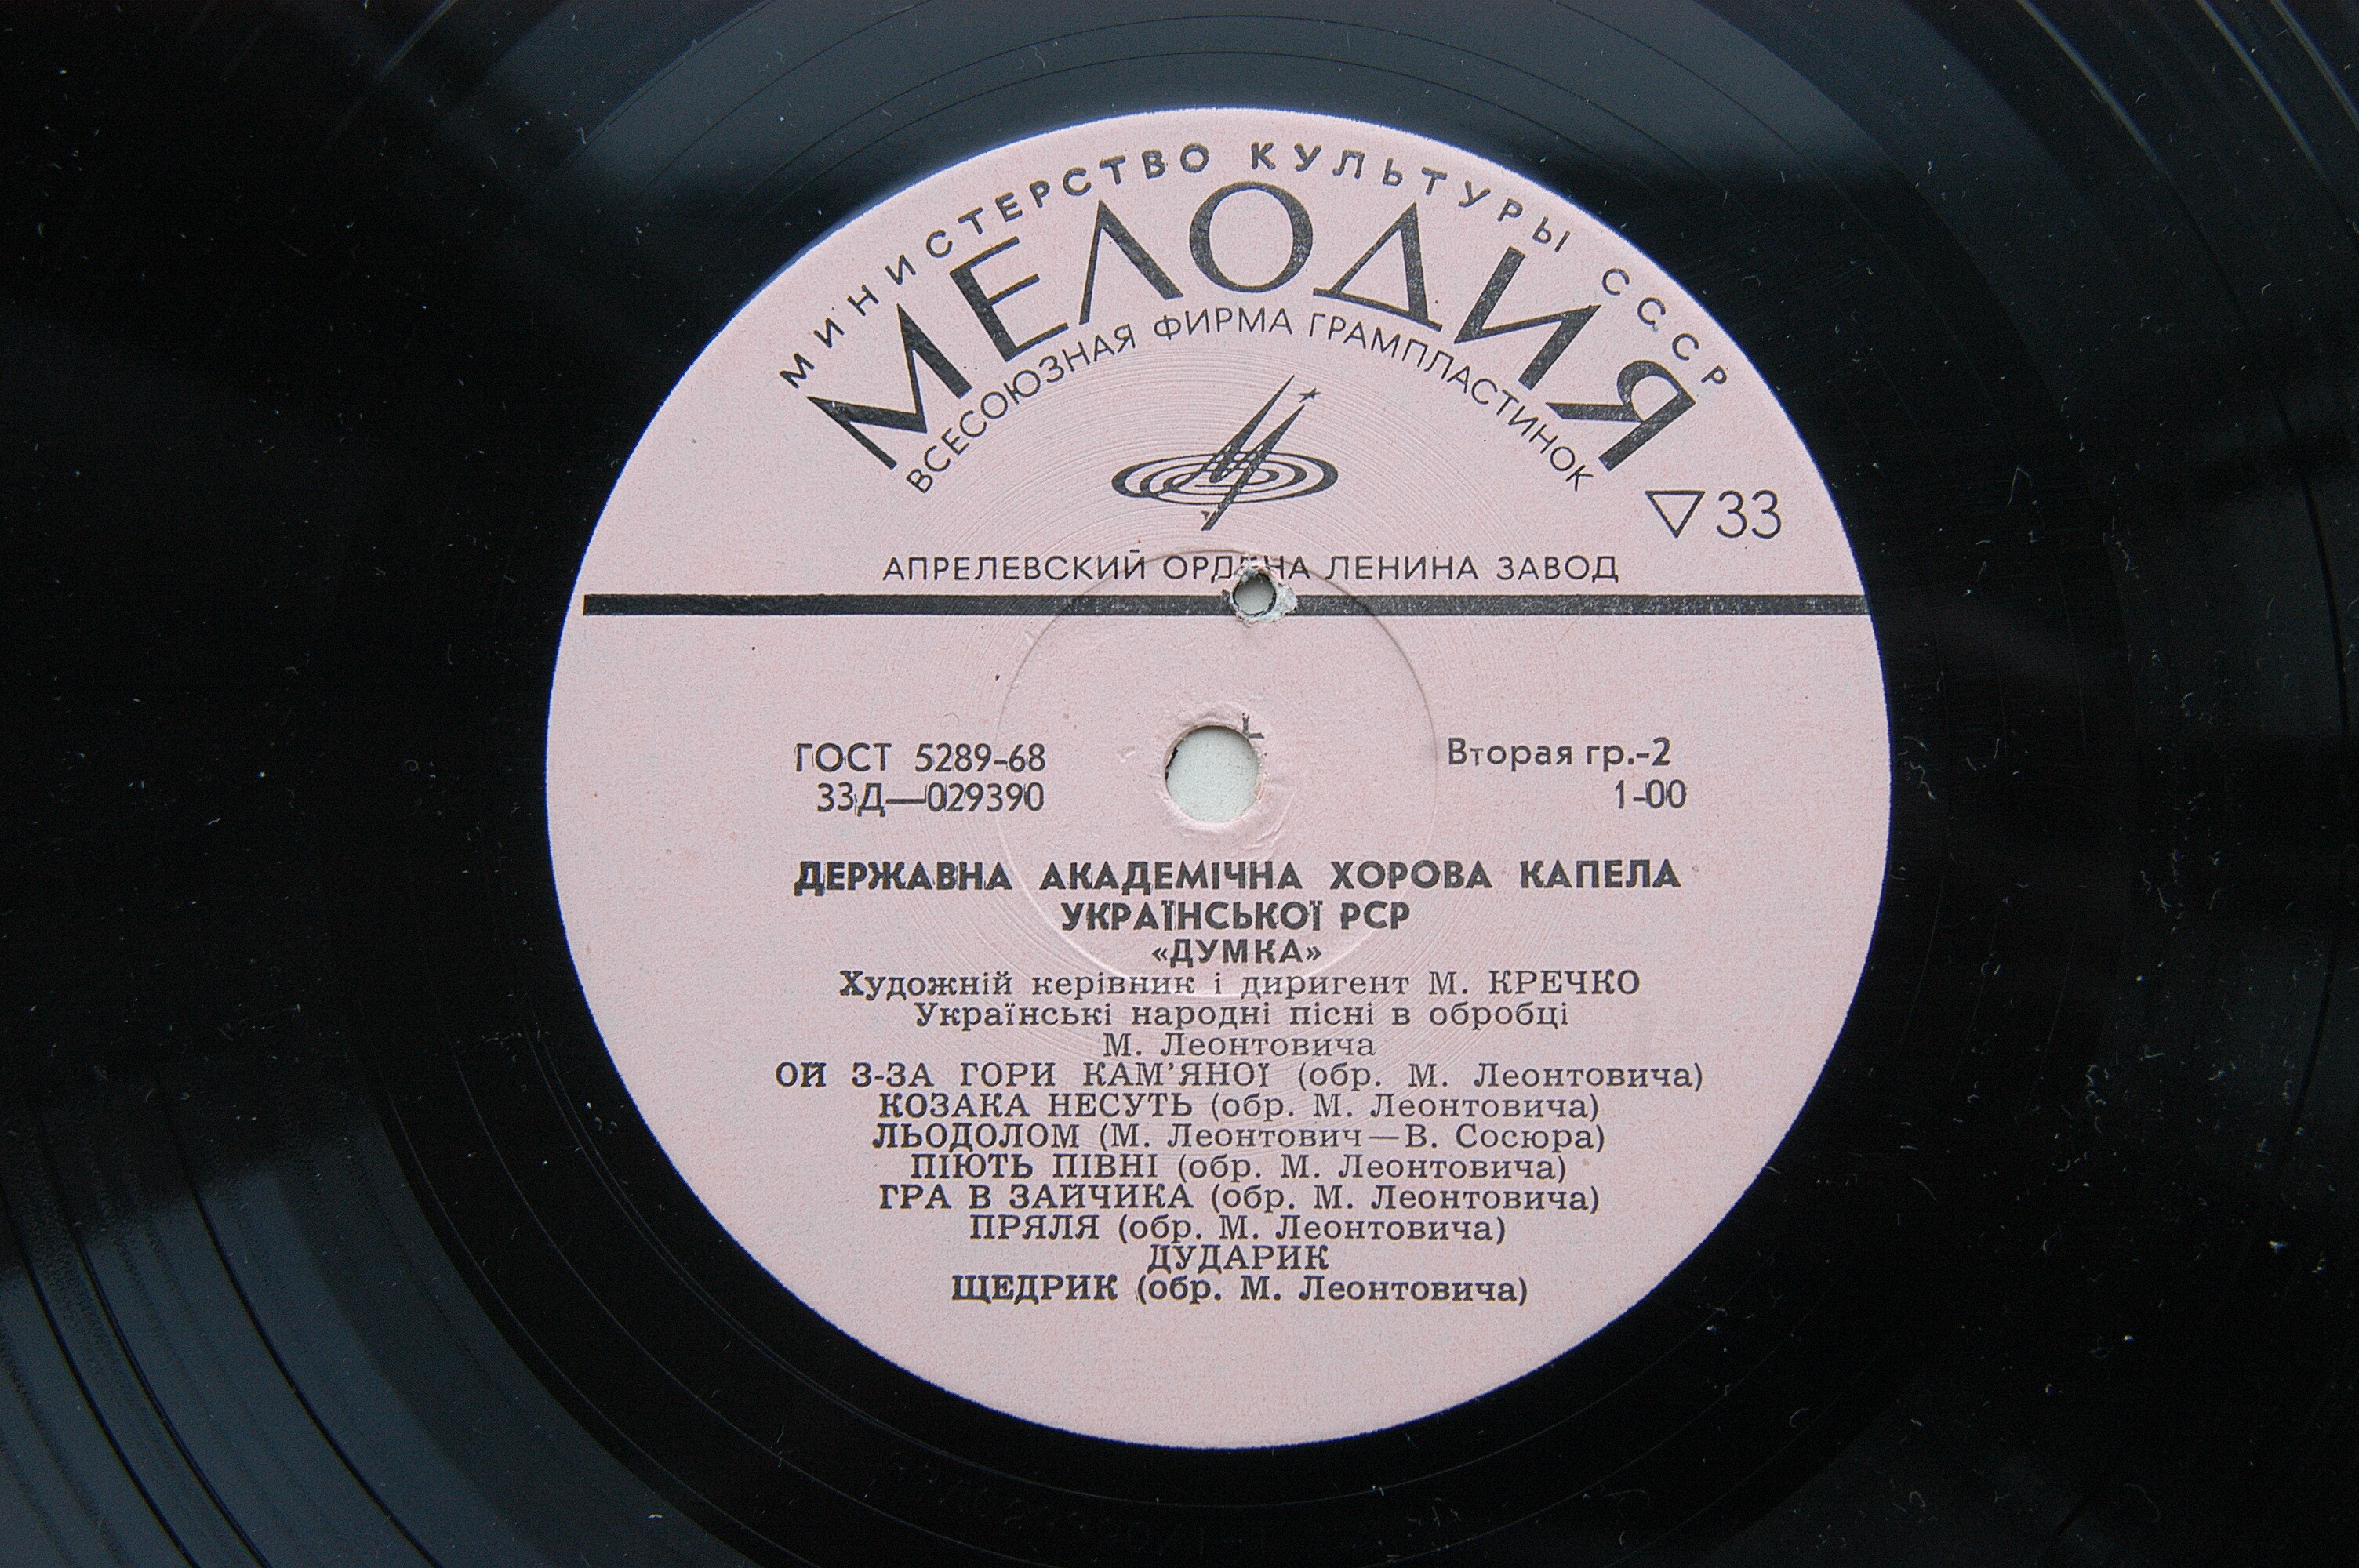 МИНИСТЕРСТВО КУЛЬТУРЫ СССР
МЕЛОДИЯ
ВСЕСОЮЗНАЯ ФИРМА ГРАМПЛАСТИНОК
▽33
АПРЕЛЕВСКИЙ ОРДЕНА ЛЕНИНА ЗАВОД
ГОСТ 5289-68
33Д—029390
Вторая гр.-2
1-00
ДЕРЖАВНА АКАДЕМІЧНА ХОРОВА КАПЕЛА
УКРАЇНСЬКОЇ РСР
«ДУМКА»
Художній керівник і диригент М. КРЕЧКО
Українські народні пісні в обробці
М. Леонтовича
ОЙ З-ЗА ГОРИ КАМ'ЯНОЇ (обр. М. Леонтовича)
КОЗАКА НЕСУТЬ (обр. М. Леонтовича)
ЛЬОДОЛОМ (М. Леонтович—В. Сосюра)
ПІЮТЬ ПІВНІ (обр. М. Леонтовича)
ГРА В ЗАЙЧИКА (обр. М. Леонтовича)
ПРЯЛЯ (обр. М. Леонтовича)
ДУДАРИК
ЩЕДРИК (обр. М. Леонтовича)